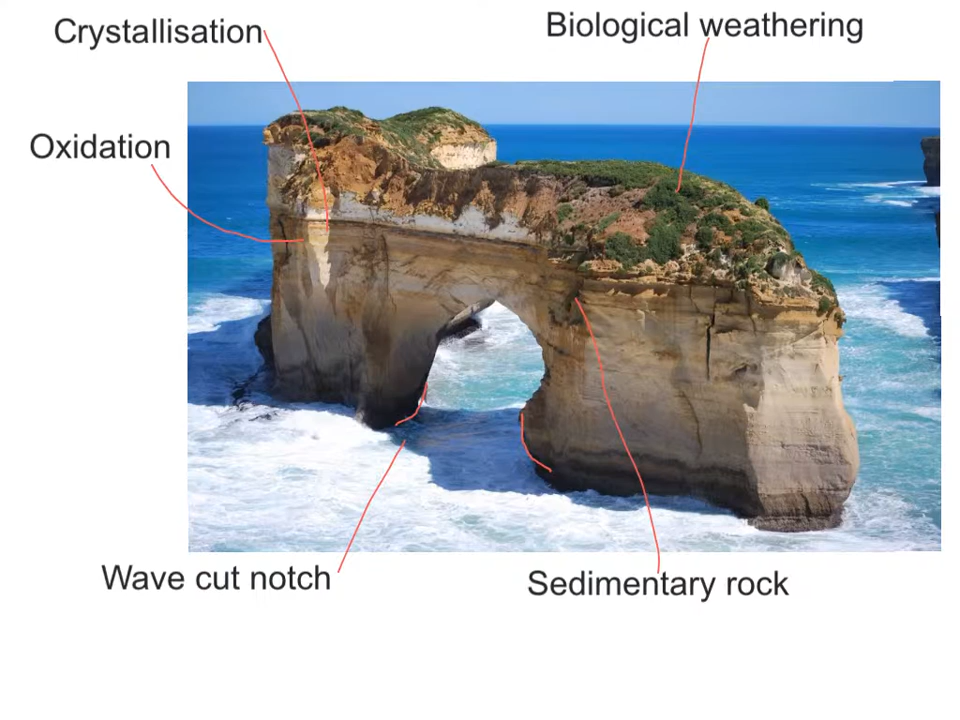 Crystallisation
Biological weathering
Oxidation
Wave cut notch
Sedimentary rock